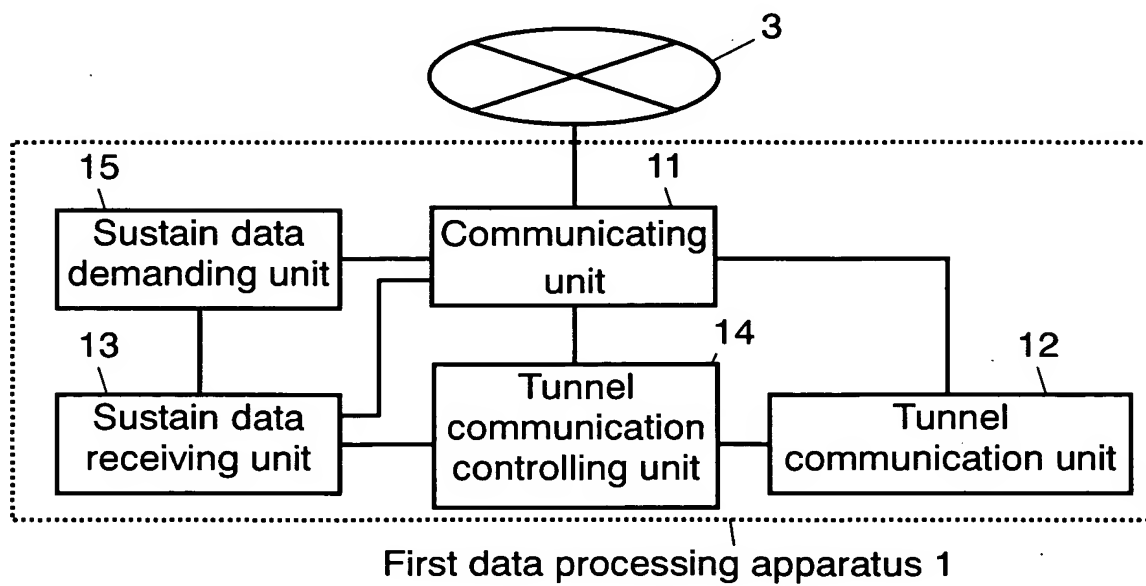 3
15
11
Sustain data
demanding unit
Communicating
unit
13
14
12
Sustain data
receiving unit
Tunnel
communication
controlling unit
Tunnel
communication unit
First data processing apparatus 1